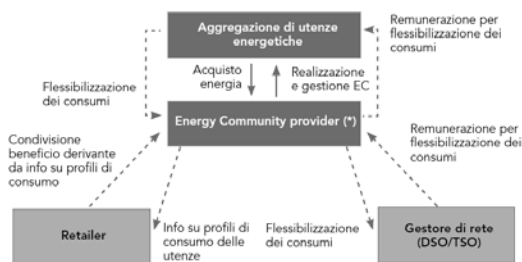 Aggregazione di utenze
energetiche
Remunerazione per
flessibilizzazione dei
consumi
Flessibilizzazione
dei consumi
Acquisto
energia
Realizzazione
e gestione EC
Energy Community provider (*)
Condivisione
beneficio derivante
da info su profili di
consumo
Remunerazione per
flessibilizzazione dei
consumi
Retailer
Info su profili di
consumo delle
utenze
Flessibilizzazione
dei consumi
Gestore di rete
(DSO/TSO)